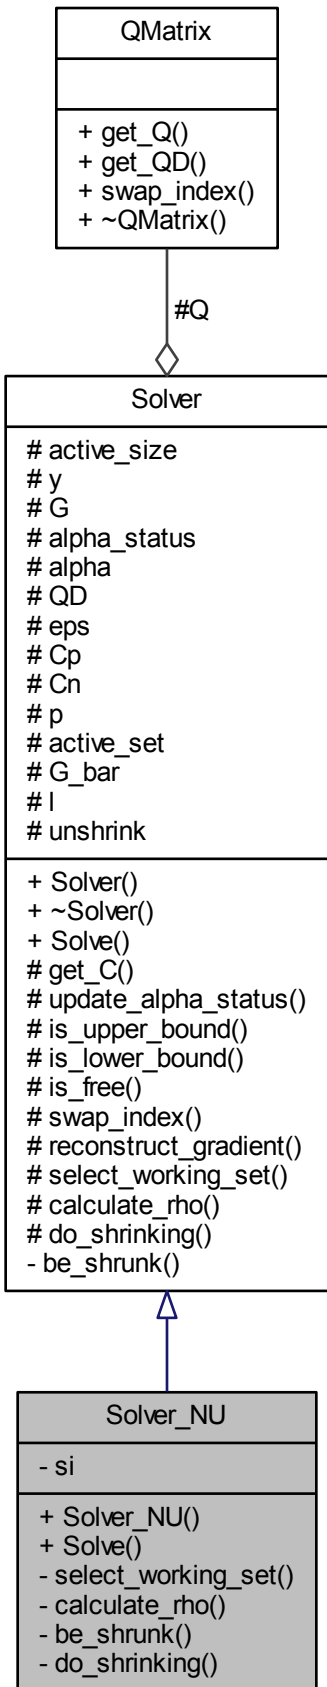 QMatrix
+ get_Q()
+ get_QD()
+ swap_index()
+ ~QMatrix()
#Q
Solver
# active_size
# y
# G
# alpha_status
# alpha
# QD
# eps
# Cp
# Cn
# p
# active_set
# G_bar
# l
# unshrink
+ Solver()
+ ~Solver()
+ Solve()
# get_C()
# update_alpha_status()
# is_upper_bound()
# is_lower_bound()
# is_free()
# swap_index()
# reconstruct_gradient()
# select_working_set()
# calculate_rho()
# do_shrinking()
- be_shrunk()
Solver_NU
- si
+ Solver_NU()
+ Solve()
- select_working_set()
- calculate_rho()
- be_shrunk()
- do_shrinking()